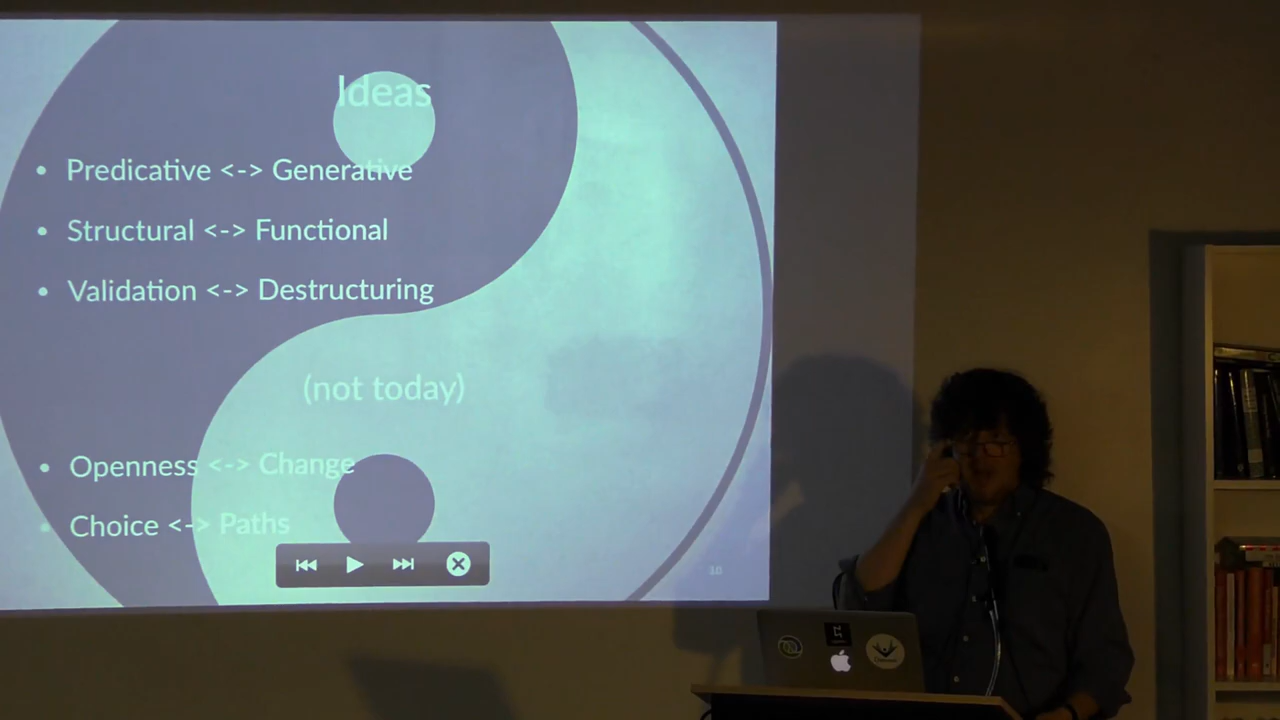 Ideas
• Predicative <-> Generative
• Structural <-> Functional
• Validation <-> Destructuring
(not today)
• Openness <-> Change
• Choice <-> Paths